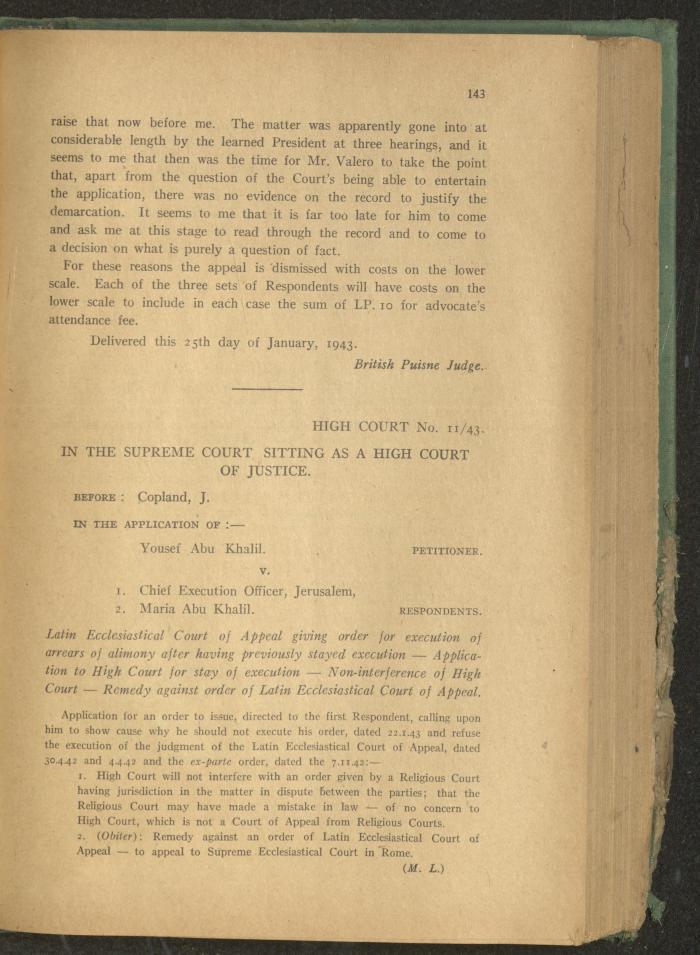 143
raise that now before me. The matter was apparently gone into at
considerable length by the learned President at three hearings, and it
seems to me that then was the time for Mr. Valero to take the point
that, apart from the question of the Court's being able to entertain
the application, there was no evidence on the record to justify the
demarcation. It seems to me that it is far too late for him to come
and ask me at this stage to read through the record and to come to
a decision on what is purely a question of fact.
For these reasons the appeal is dismissed with costs on the lower
scale. Each of the three sets of Respondents will have costs on the
lower scale to include in each case the sum of LP. 10 for advocate's
attendance fee.
Delivered this 25th day of January, 1943.
British Puisne Judge.
HIGH COURT No. 11/43.
IN THE SUPREME COURT SITTING AS A HIGH COURT
OF JUSTICE.
BEFORE : Copland, J.
IN THE APPLICATION OF :—
Yousef Abu Khalil. PETITIONER.
v.
1. Chief Execution Officer, Jerusalem,
2. Maria Abu Khalil. RESPONDENTS.
Latin Ecclesiastical Court of Appeal giving order for execution of
arrears of alimony after having previously stayed execution — Applica-
tion to High Court for stay of execution — Non-interference of High
Court — Remedy against order of Latin Ecclesiastical Court of Appeal.
Application for an order to issue, directed to the first Respondent, calling upon
him to show cause why he should not execute his order, dated 22.1.43 and refuse
the execution of the judgment of the Latin Ecclesiastical Court of Appeal, dated
30.4.42 and 4.4.42 and the ex-parte order, dated the 7.11.42:—
1. High Court will not interfere with an order given by a Religious Court
having jurisdiction in the matter in dispute between the parties; that the
Religious Court may have made a mistake in law — of no concern to
High Court, which is not a Court of Appeal from Religious Courts.
2. (Obiter): Remedy against an order of Latin Ecclesiastical Court of
Appeal — to appeal to Supreme Ecclesiastical Court in Rome.
(M. L.)